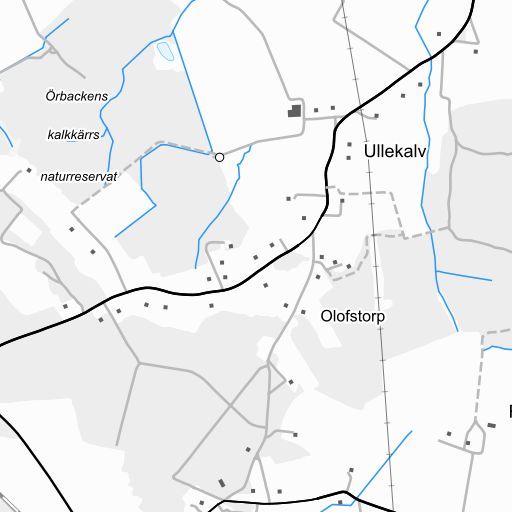 Örbackens
kalkkärrs
naturreservat
Ullekalv
Olofstorp